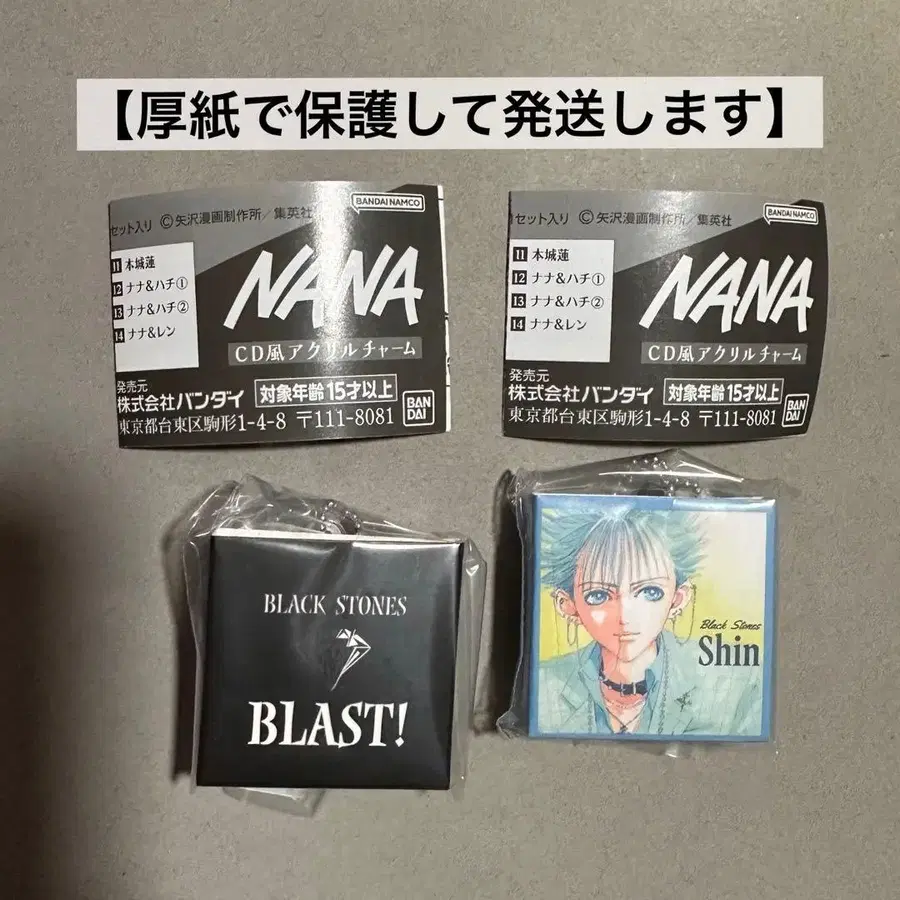 【厚紙で保護して発送します】
セット入り ©矢沢漫画制作所/集英社
BANDAI NAMCO
11 本城蓮
12 ナナ&ハチ①
13 ナナ&ハチ②
14 ナナ&レン
NANA
CD風アクリルチャーム
発売元
株式会社バンダイ 対象年齢15才以上
東京都台東区駒形1-4-8 〒111-8081
BAN
DAI
セット入り ©矢沢漫画制作所/集英社
BANDAI NAMCO
11 本城蓮
12 ナナ&ハチ①
13 ナナ&ハチ②
14 ナナ&レン
NANA
CD風アクリルチャーム
発売元
株式会社バンダイ 対象年齢15才以上
東京都台東区駒形1-4-8 〒111-8081
BAN
DAI
BLACK STONES
BLAST!
Black Stones
Shin